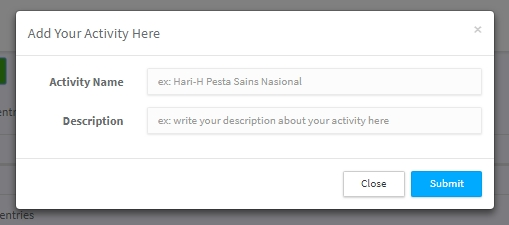 Add Your Activity Here
×
Activity Name
ex: Hari-H Pesta Sains Nasional
Description
ex: write your description about your activity here
Close
Submit
entries